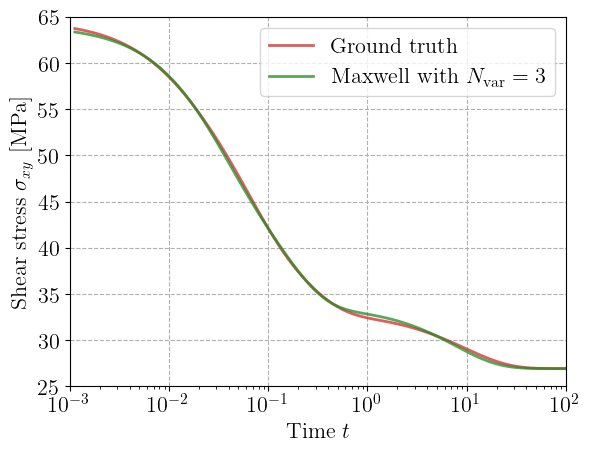 65
60
55
50
45
40
35
30
25
Shear stress σ_xy [MPa]
Ground truth
Maxwell with N_var = 3
10^−3 10^−2 10^−1 10^0 10^1 10^2
Time t